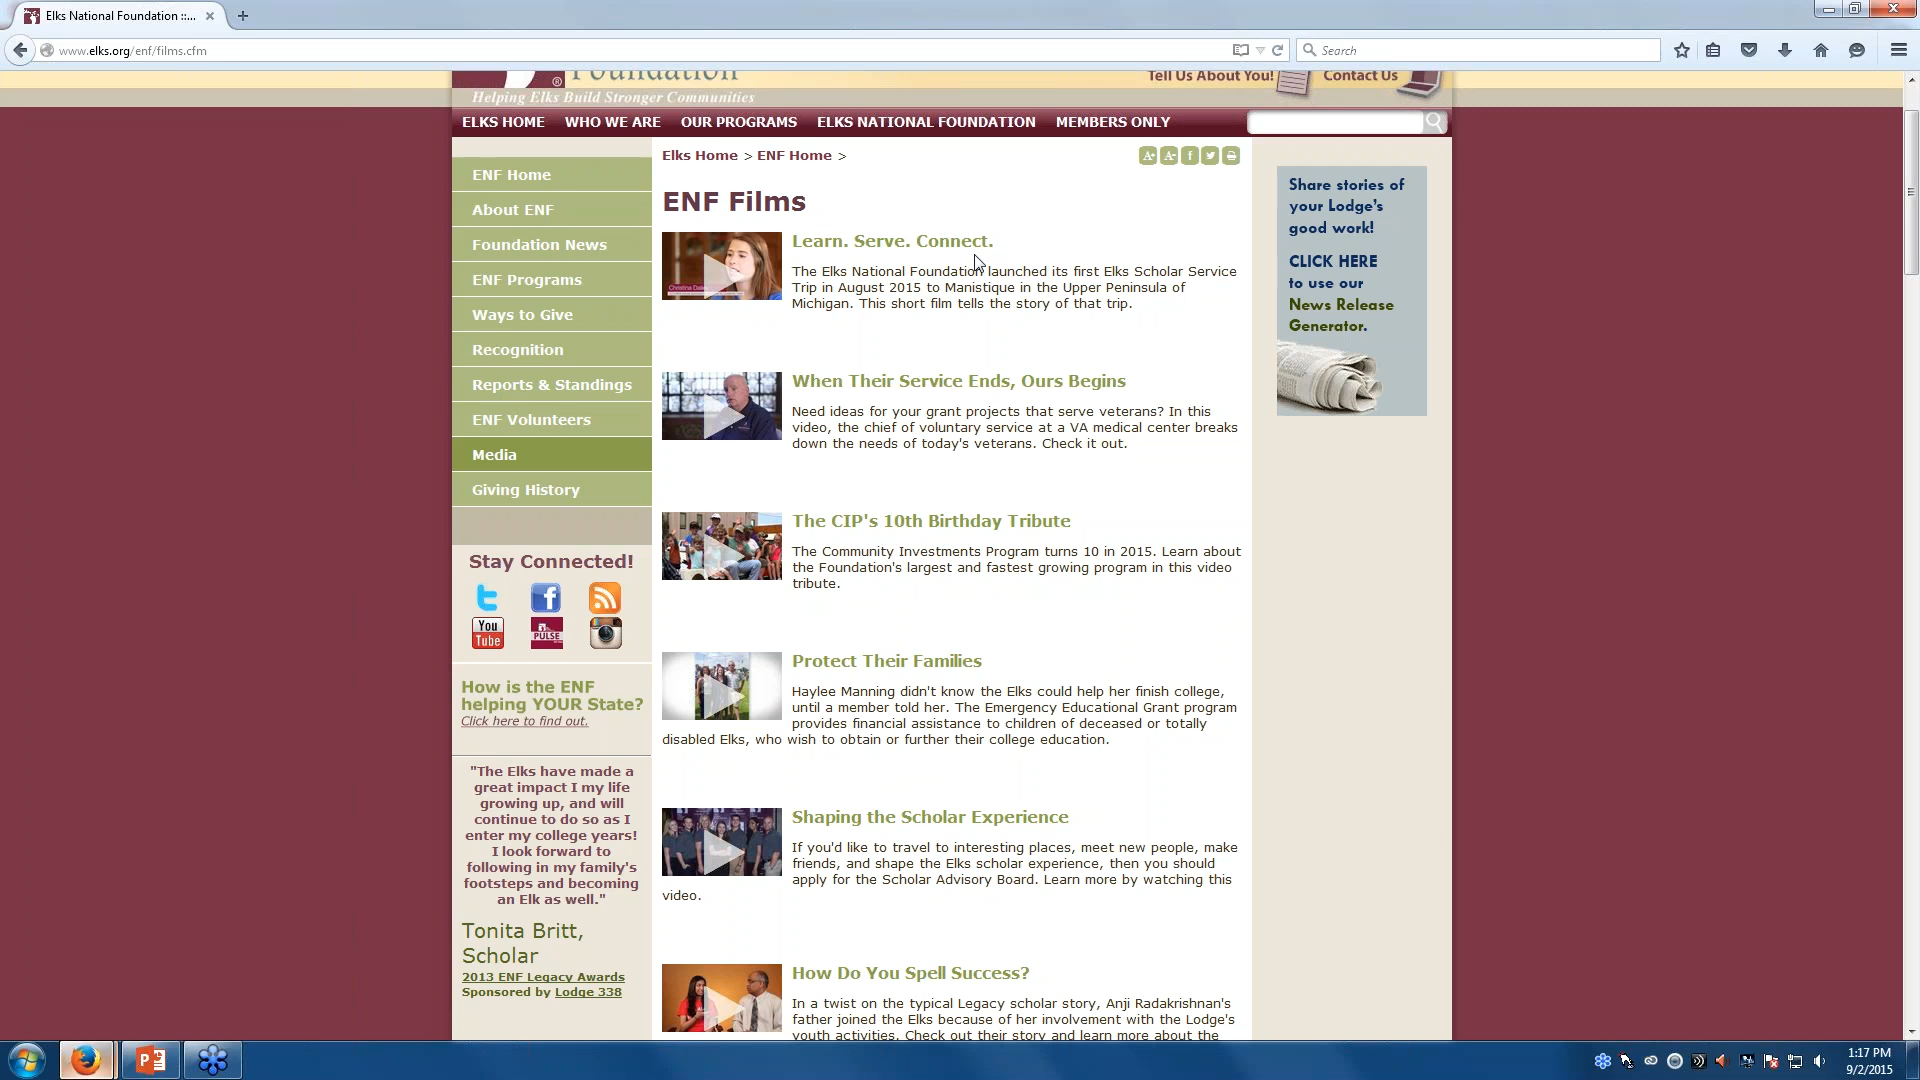 Elks National Foundation ::...
www.elks.org/enf/films.cfm
Search
Foundation
Helping Elks Build Stronger Communities
Tell Us About You!
Contact Us
ELKS HOME
WHO WE ARE
OUR PROGRAMS
ELKS NATIONAL FOUNDATION
MEMBERS ONLY
ENF Home
About ENF
Foundation News
ENF Programs
Ways to Give
Recognition
Reports & Standings
ENF Volunteers
Media
Giving History
Stay Connected!
You
Tube
PULSE
How is the ENF
helping YOUR State?
Click here to find out.
"The Elks have made a
great impact I my life
growing up, and will
continue to do so as I
enter my college years!
I look forward to
following in my family's
footsteps and becoming
an Elk as well."
Tonita Britt,
Scholar
2013 ENF Legacy Awards
Sponsored by Lodge 338
Elks Home > ENF Home >
A+
A-
ENF Films
Learn. Serve. Connect.
The Elks National Foundation launched its first Elks Scholar Service
Trip in August 2015 to Manistique in the Upper Peninsula of
Michigan. This short film tells the story of that trip.
When Their Service Ends, Ours Begins
Need ideas for your grant projects that serve veterans? In this
video, the chief of voluntary service at a VA medical center breaks
down the needs of today's veterans. Check it out.
The CIP's 10th Birthday Tribute
The Community Investments Program turns 10 in 2015. Learn about
the Foundation's largest and fastest growing program in this video
tribute.
Protect Their Families
Haylee Manning didn't know the Elks could help her finish college,
until a member told her. The Emergency Educational Grant program
provides financial assistance to children of deceased or totally
disabled Elks, who wish to obtain or further their college education.
Shaping the Scholar Experience
If you'd like to travel to interesting places, meet new people, make
friends, and shape the Elks scholar experience, then you should
apply for the Scholar Advisory Board. Learn more by watching this
video.
How Do You Spell Success?
In a twist on the typical Legacy scholar story, Anji Radakrishnan's
father joined the Elks because of her involvement with the Lodge's
youth activities. Check out their story and learn more about the
Share stories of
your Lodge's
good work!
CLICK HERE
to use our
News Release
Generator.
1:17 PM
9/2/2015